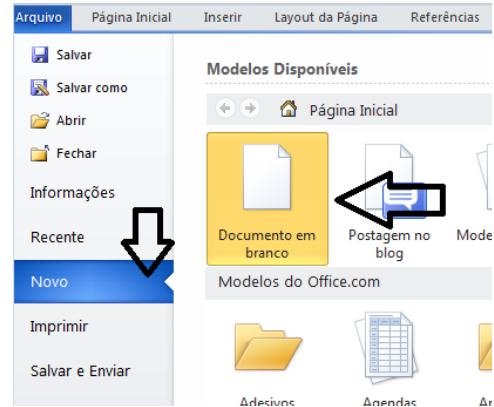 Arquivo Página Inicial Inserir Layout da Página Referências
Salvar
Salvar como
Abrir
Fechar
Informações
Recente
Novo
Imprimir
Salvar e Enviar
Modelos Disponíveis
Página Inicial
Documento em
branco
Postagem no
blog
Modelos do Office.com
Adesivos
Agendas